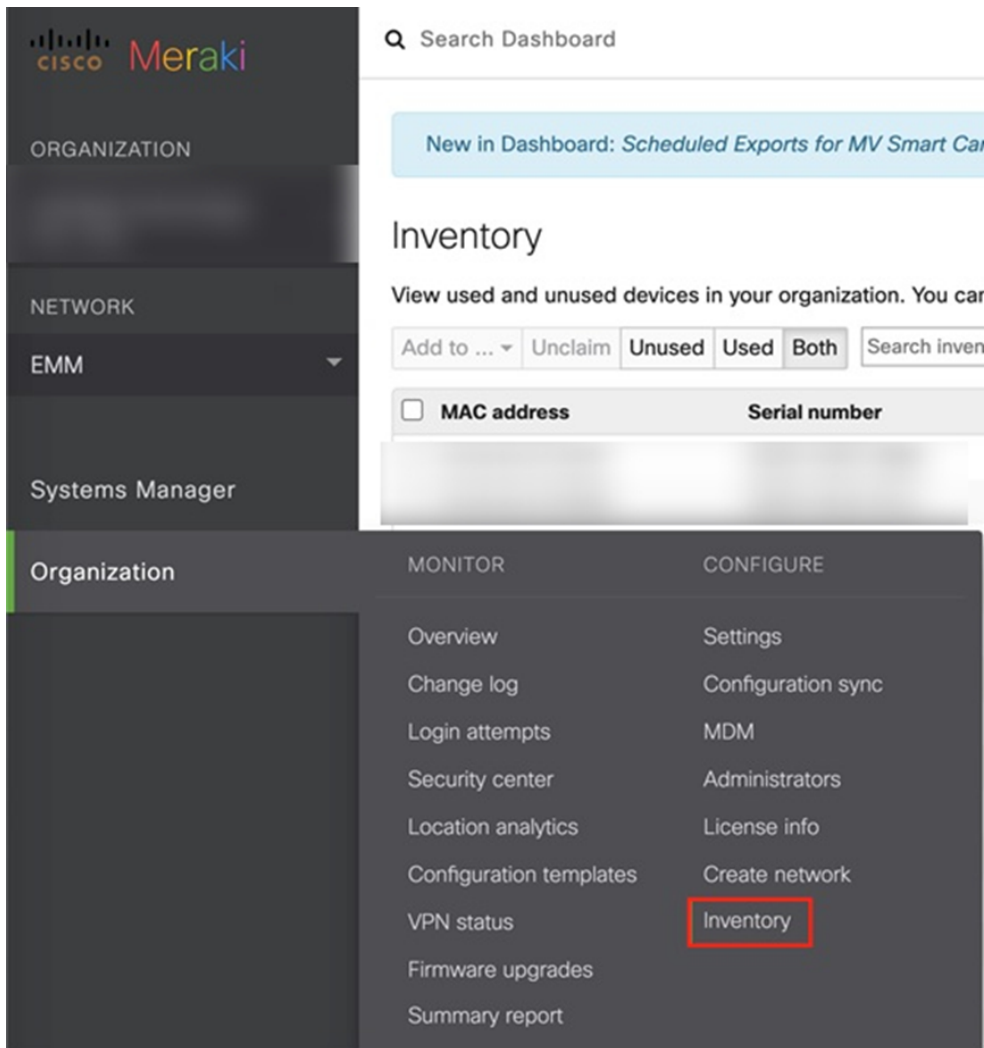 CISCO Meraki
Search Dashboard
ORGANIZATION
New in Dashboard: Scheduled Exports for MV Smart
Inventory
NETWORK
View used and unused devices in your organization. You
EMM
Add to ... Unclaim Unused Used Both Search
MAC address Serial number
Systems Manager
Organization
MONITOR CONFIGURE
Overview Settings
Change log Configuration sync
Login attempts MDM
Security center Administrators
Location analytics License info
Configuration templates Create network
VPN status Inventory
Firmware upgrades
Summary report